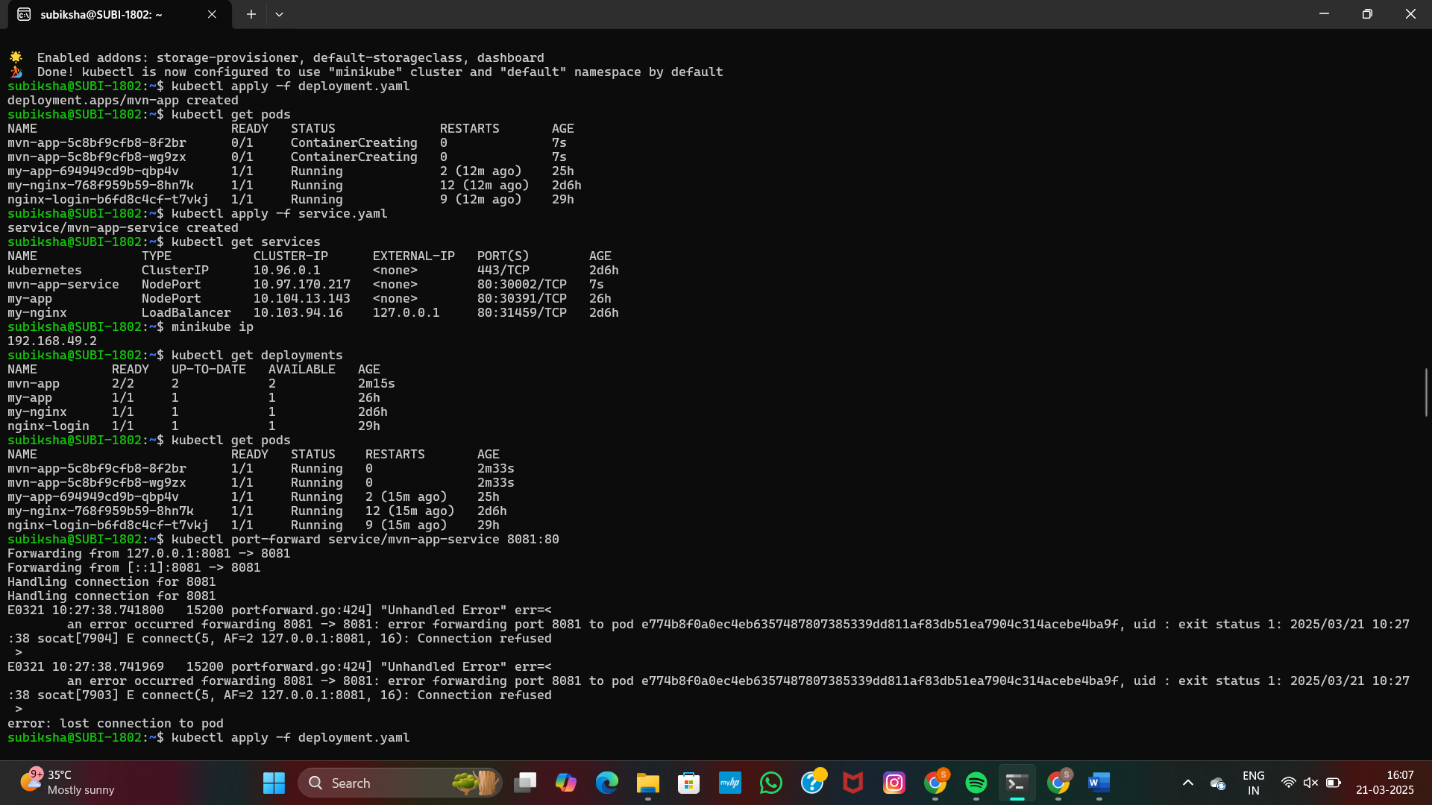 subiksha@SUBI-1802: ~
Enabled addons: storage-provisioner, default-storageclass, dashboard
Done! kubectl is now configured to use "minikube" cluster and "default" namespace by default
subiksha@SUBI-1802:~$ kubectl apply -f deployment.yaml
deployment.apps/mvn-app created
subiksha@SUBI-1802:~$ kubectl get pods
NAME READY STATUS RESTARTS AGE
mvn-app-5c8bf9cfb8-8f2br 0/1 ContainerCreating 0 7s
mvn-app-5c8bf9cfb8-wg9zx 0/1 ContainerCreating 0 7s
my-app-694949cd9b-qbp4v 1/1 Running 2 (12m ago) 25h
my-nginx-768f959b59-8hn7k 1/1 Running 12 (12m ago) 2d6h
nginx-login-b6fd8c4cf-t7vkj 1/1 Running 9 (12m ago) 29h
subiksha@SUBI-1802:~$ kubectl apply -f service.yaml
service/mvn-app-service created
subiksha@SUBI-1802:~$ kubectl get services
NAME TYPE CLUSTER-IP EXTERNAL-IP PORT(S) AGE
kubernetes ClusterIP 10.96.0.1 <none> 443/TCP 2d6h
mvn-app-service NodePort 10.97.170.217 <none> 80:30002/TCP 7s
my-app NodePort 10.104.13.143 <none> 80:30391/TCP 26h
my-nginx LoadBalancer 10.103.94.16 127.0.0.1 80:31459/TCP 2d6h
subiksha@SUBI-1802:~$ minikube ip
192.168.49.2
subiksha@SUBI-1802:~$ kubectl get deployments
NAME READY UP-TO-DATE AVAILABLE AGE
mvn-app 2/2 2 2 2m15s
my-app 1/1 1 1 26h
my-nginx 1/1 1 1 2d6h
nginx-login 1/1 1 1 29h
subiksha@SUBI-1802:~$ kubectl get pods
NAME READY STATUS RESTARTS AGE
mvn-app-5c8bf9cfb8-8f2br 1/1 Running 0 2m33s
mvn-app-5c8bf9cfb8-wg9zx 1/1 Running 0 2m33s
my-app-694949cd9b-qbp4v 1/1 Running 2 (15m ago) 25h
my-nginx-768f959b59-8hn7k 1/1 Running 12 (15m ago) 2d6h
nginx-login-b6fd8c4cf-t7vkj 1/1 Running 9 (15m ago) 29h
subiksha@SUBI-1802:~$ kubectl port-forward service/mvn-app-service 8081:80
Forwarding from 127.0.0.1:8081 -> 8081
Forwarding from [::1]:8081 -> 8081
Handling connection for 8081
Handling connection for 8081
E0321 10:27:38.741800 15200 portforward.go:424] "Unhandled Error" err=<
an error occurred forwarding 8081 -> 8081: error forwarding port 8081 to pod e774b8f0a0ec4eb6357487807385339dd811af83db51ea7904c314acebe4ba9f, uid : exit status 1: 2025/03/21 10:27
:38 socat[7904] E connect(5, AF=2 127.0.0.1:8081, 16): Connection refused
>
E0321 10:27:38.741969 15200 portforward.go:424] "Unhandled Error" err=<
an error occurred forwarding 8081 -> 8081: error forwarding port 8081 to pod e774b8f0a0ec4eb6357487807385339dd811af83db51ea7904c314acebe4ba9f, uid : exit status 1: 2025/03/21 10:27
:38 socat[7903] E connect(5, AF=2 127.0.0.1:8081, 16): Connection refused
>
error: lost connection to pod
subiksha@SUBI-1802:~$ kubectl apply -f deployment.yaml
9+
35°C
Mostly sunny
Search
ENG
IN
16:07
21-03-2025